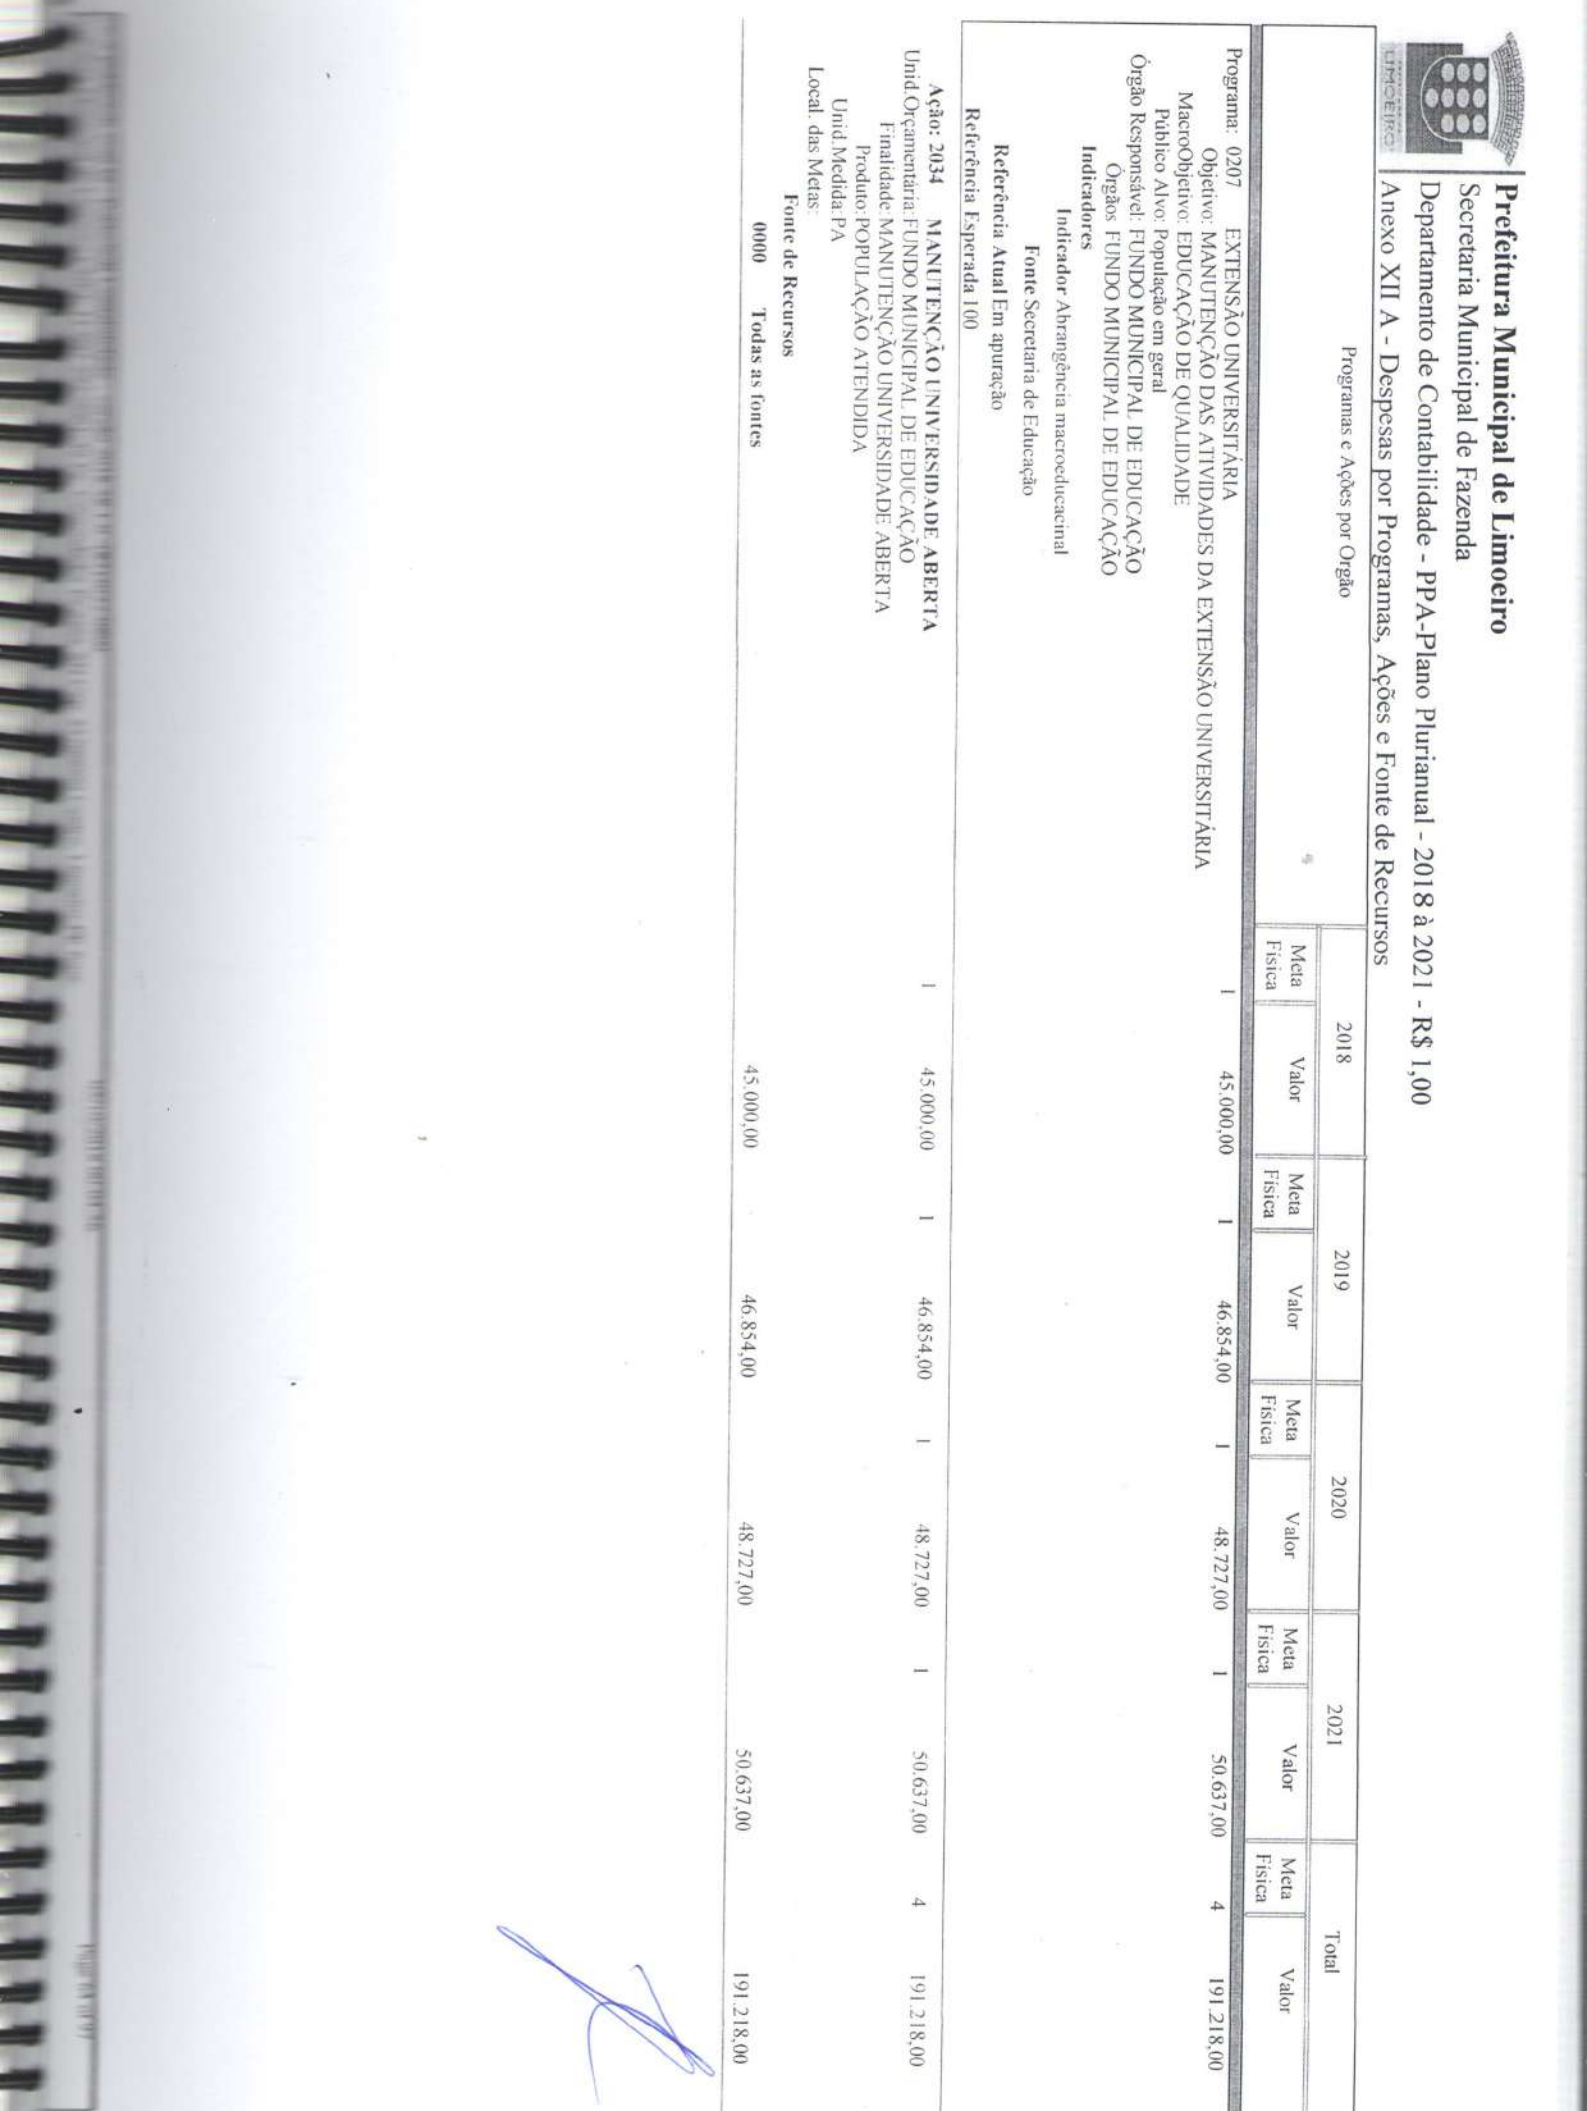 LIMOEIRO
Prefeitura Municipal de Limoeiro
Secretaria Municipal de Fazenda
Departamento de Contabilidade - PPA-Plano Plurianual - 2018 à 2021 - R$ 1,00
Anexo XII A - Despesas por Programas, Ações e Fonte de Recursos
Programas e Ações por Orgão 2018 2019 2020 2021 Total
Meta Física Valor Meta Física Valor Meta Física Valor Meta Física Valor Meta Física Valor
Programa: 0207 EXTENSÃO UNIVERSITÁRIA 1 45.000,00 1 46.854,00 1 48.727,00 1 50.637,00 4 191.218,00
Objetivo: MANUTENÇÃO DAS ATIVIDADES DA EXTENSÃO UNIVERSITÁRIA
MacroObjetivo: EDUCAÇÃO DE QUALIDADE
Público Alvo: População em geral
Órgão Responsável: FUNDO MUNICIPAL DE EDUCAÇÃO
Órgãos FUNDO MUNICIPAL DE EDUCAÇÃO
Indicadores
Indicador Abrangência macroeducacinal
Fonte Secretaria de Educação
Referência Atual Em apuração
Referência Esperada 100
Ação: 2034 MANUTENÇÃO UNIVERSIDADE ABERTA 1 45.000,00 1 46.854,00 1 48.727,00 1 50.637,00 4 191.218,00
Unid.Orçamentária: FUNDO MUNICIPAL DE EDUCAÇÃO
Finalidade: MANUTENÇÃO UNIVERSIDADE ABERTA
Produto: POPULAÇÃO ATENDIDA
Unid.Medida: PA
Local. das Metas:
Fonte de Recursos
0000 Todas as fontes 45.000,00 46.854,00 48.727,00 50.637,00 191.218,00